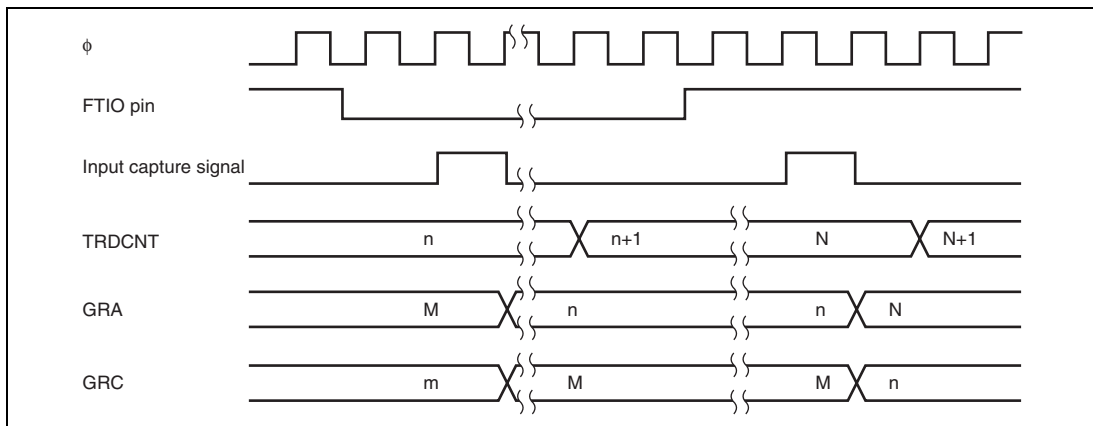 ϕ
FTIO pin
Input capture signal
TRDCNT n n+1 N N+1
GRA M n n N
GRC m M M n